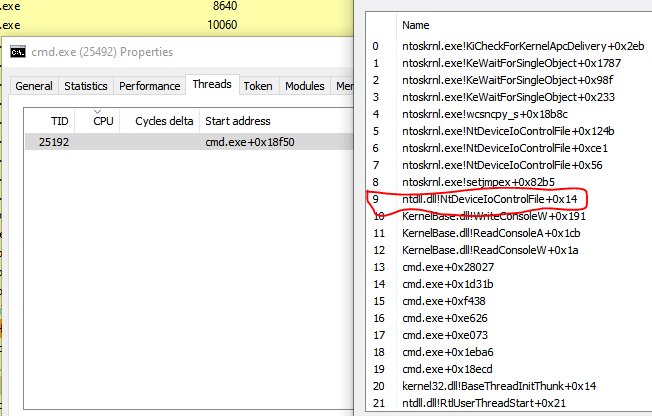 .exe 8640
.exe 10060
cmd.exe (25492) Properties
General Statistics Performance Threads Token Modules Mer
TID CPU Cycles delta Start address
25192 cmd.exe+0x18f50
Name
0 ntoskrnl.exe!KiCheckForKernelApcDelivery+0x2eb
1 ntoskrnl.exe!KeWaitForSingleObject+0x1787
2 ntoskrnl.exe!KeWaitForSingleObject+0x98f
3 ntoskrnl.exe!KeWaitForSingleObject+0x233
4 ntoskrnl.exe!wcsncpy_s+0x18b8c
5 ntoskrnl.exe!NtDeviceIoControlFile+0x124b
6 ntoskrnl.exe!NtDeviceIoControlFile+0xce1
7 ntoskrnl.exe!NtDeviceIoControlFile+0x56
8 ntoskrnl.exe!setjmpex+0x82b5
9 ntdll.dll!NtDeviceIoControlFile+0x14
10 KernelBase.dll!WriteConsoleW+0x191
11 KernelBase.dll!ReadConsoleA+0x1cb
12 KernelBase.dll!ReadConsoleW+0x1a
13 cmd.exe+0x28027
14 cmd.exe+0x1d31b
15 cmd.exe+0xf438
16 cmd.exe+0xe626
17 cmd.exe+0xe073
18 cmd.exe+0x1eba6
19 cmd.exe+0x18ecd
20 kernel32.dll!BaseThreadInitThunk+0x14
21 ntdll.dll!RtlUserThreadStart+0x21